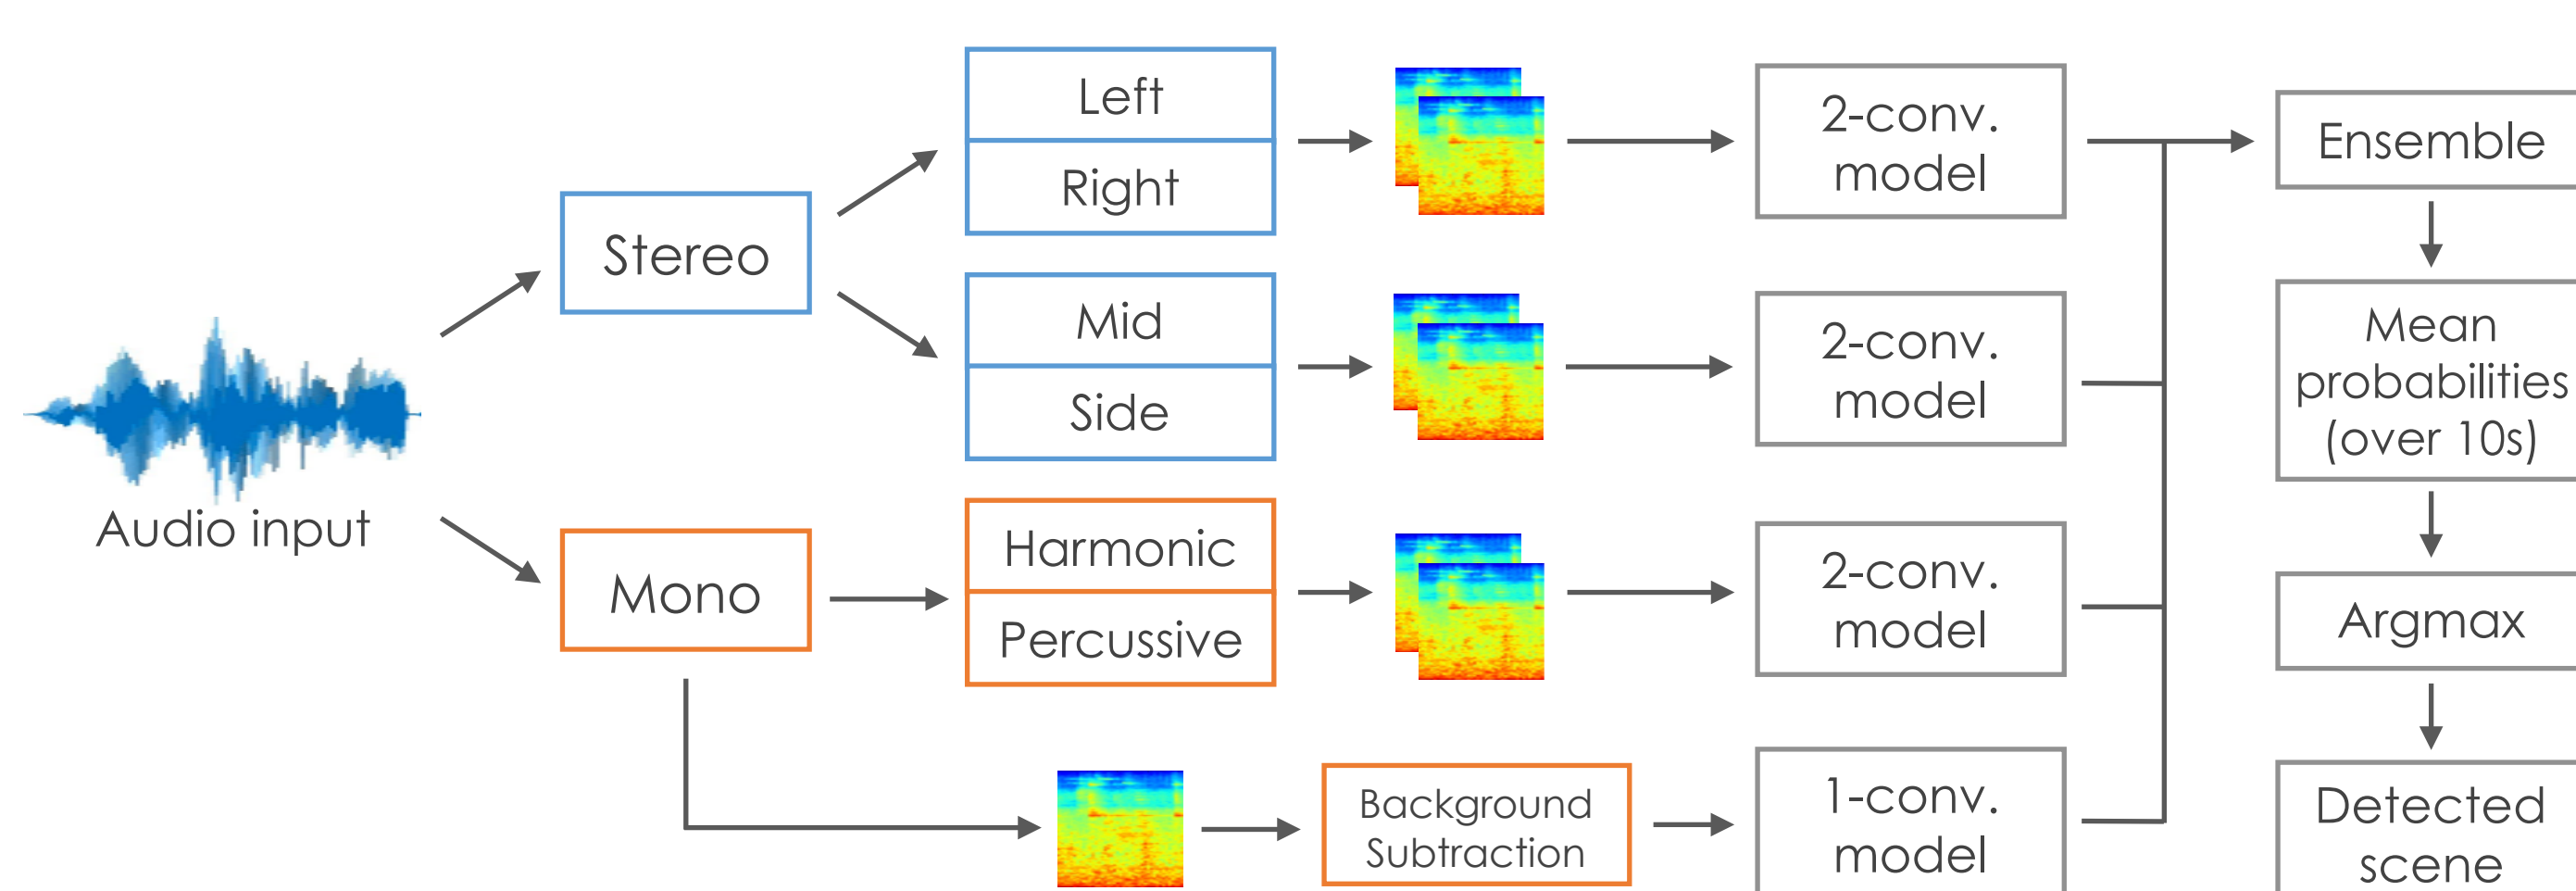 Audio input
Stereo
Mono
Left
Right
Mid
Side
Harmonic
Percussive
Background
Subtraction
2-conv.
model
2-conv.
model
2-conv.
model
1-conv.
model
Ensemble
Mean
probabilities
(over 10s)
Argmax
Detected
scene